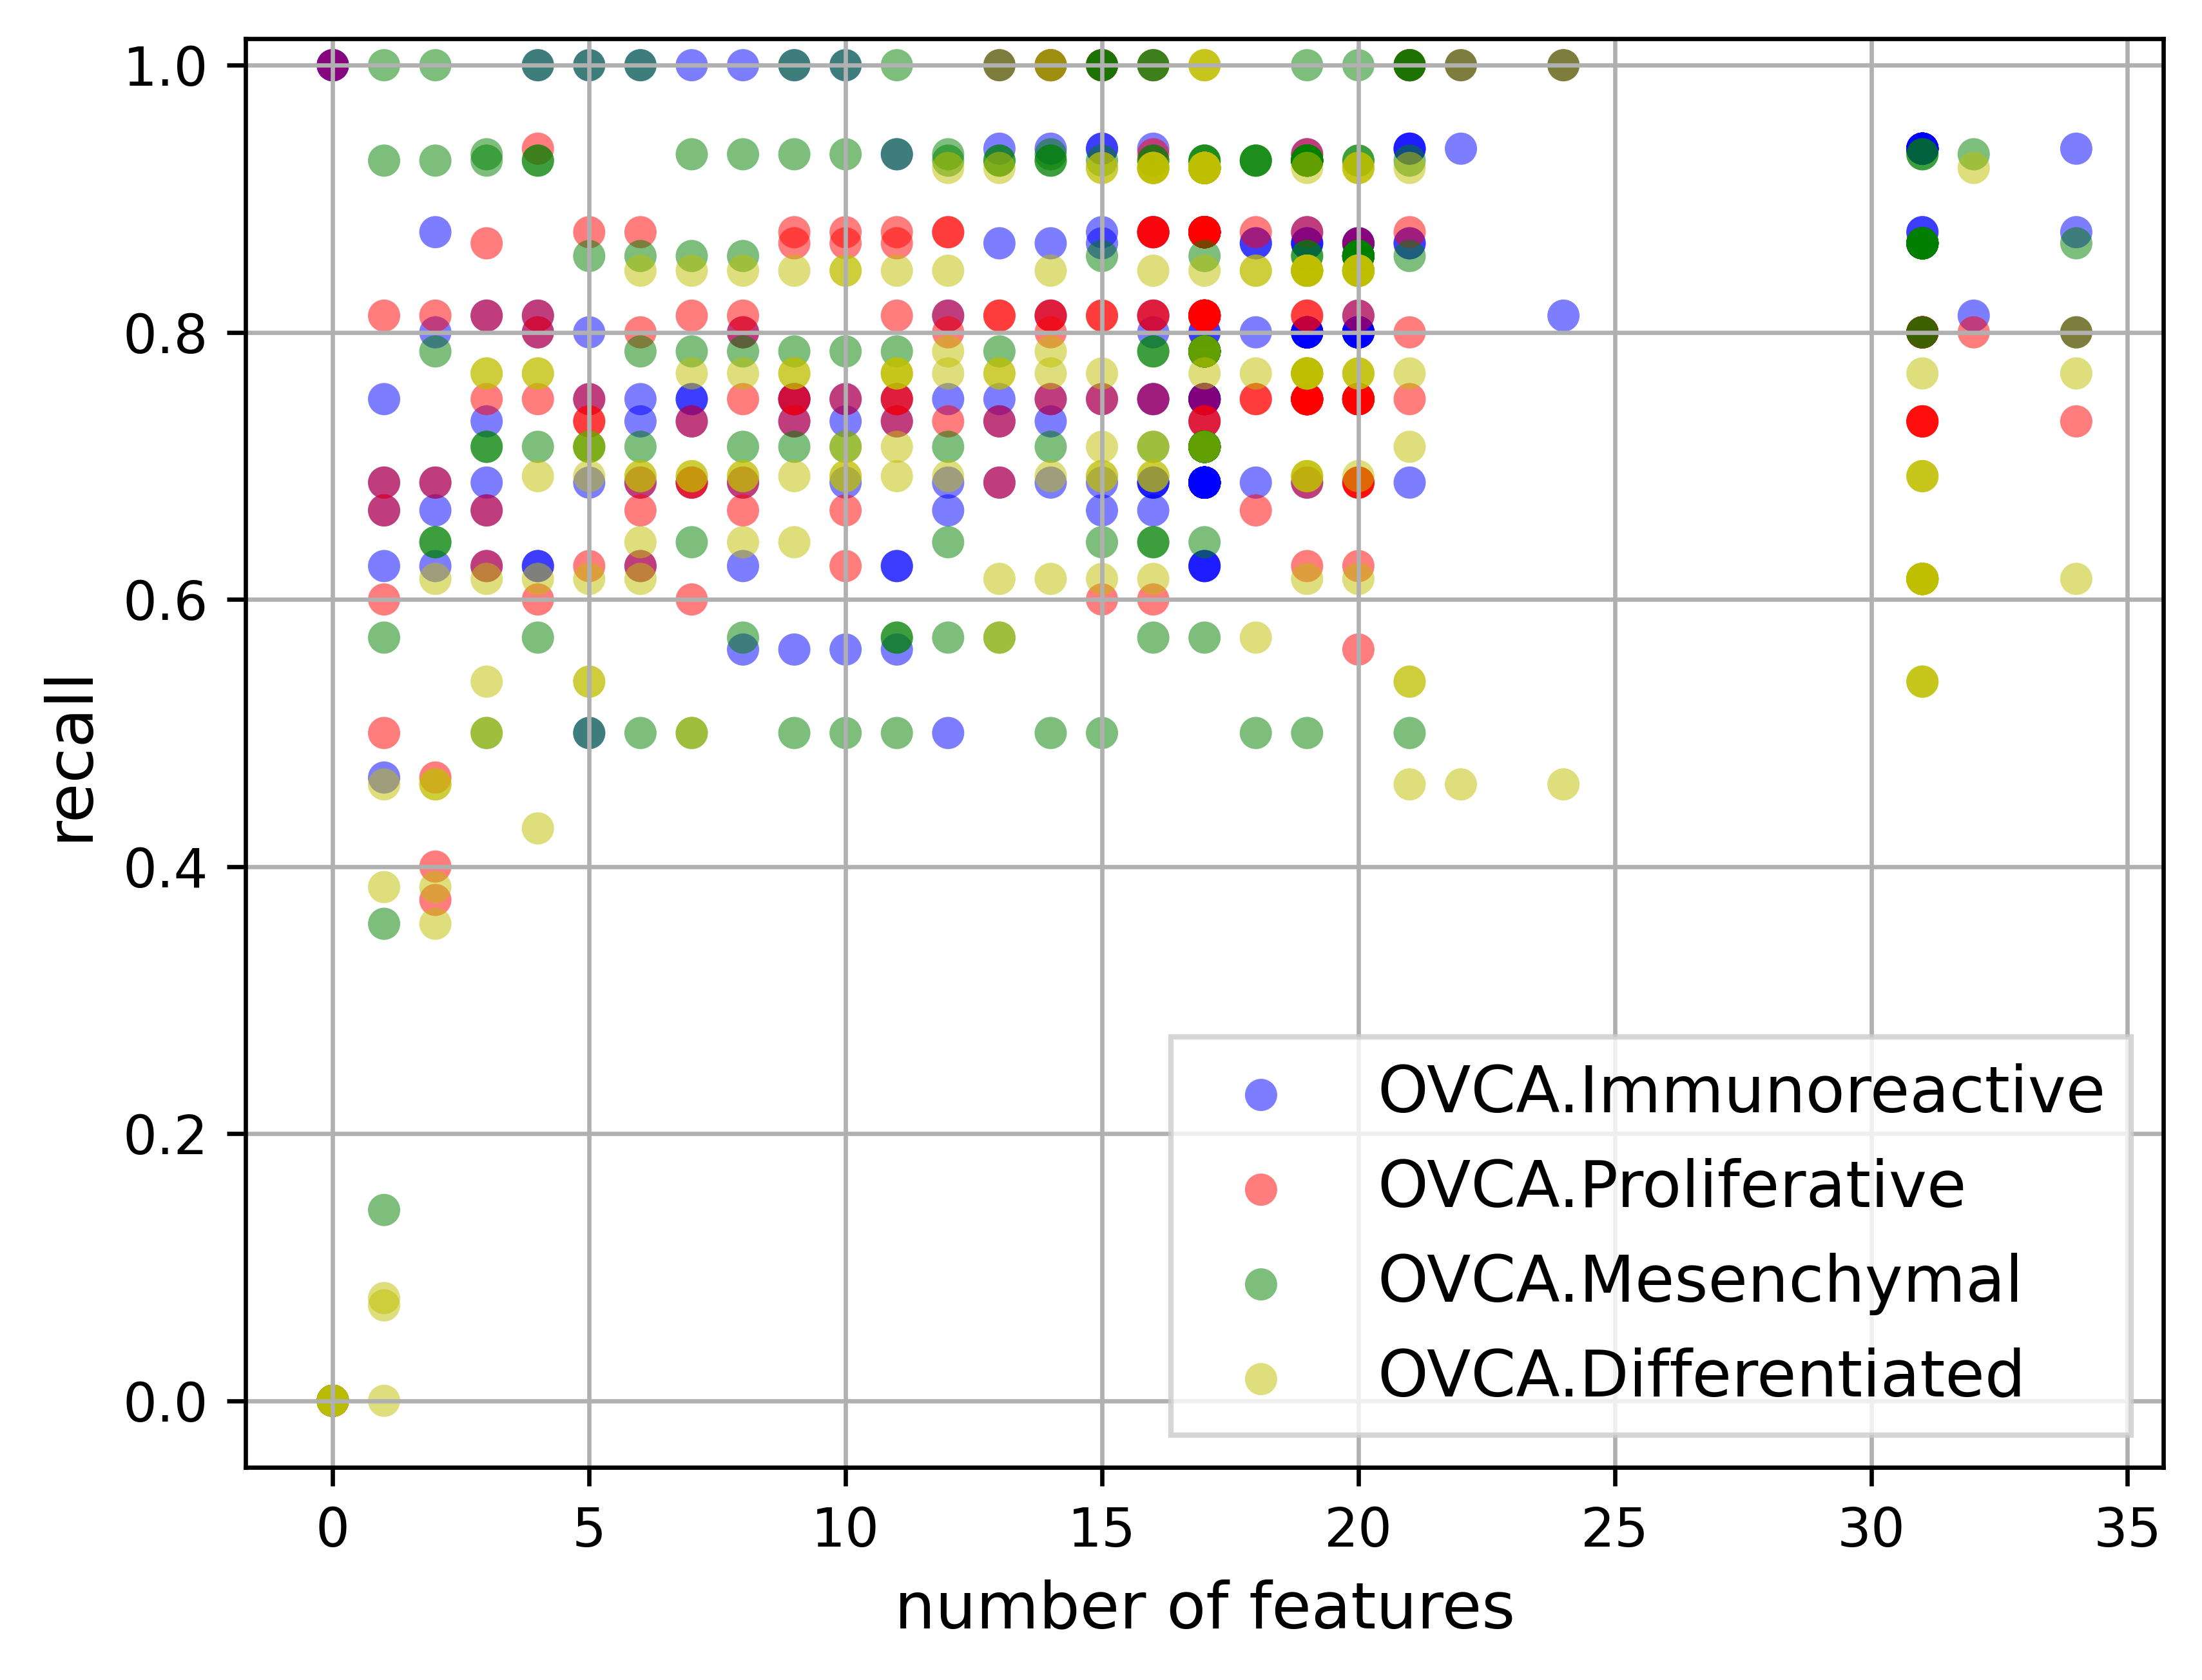 1.0
0.8
0.6
0.4
0.2
0.0
recall
0 5 10 15 20 25 30 35
number of features
OVCA.Immunoreactive
OVCA.Proliferative
OVCA.Mesenchymal
OVCA.Differentiated